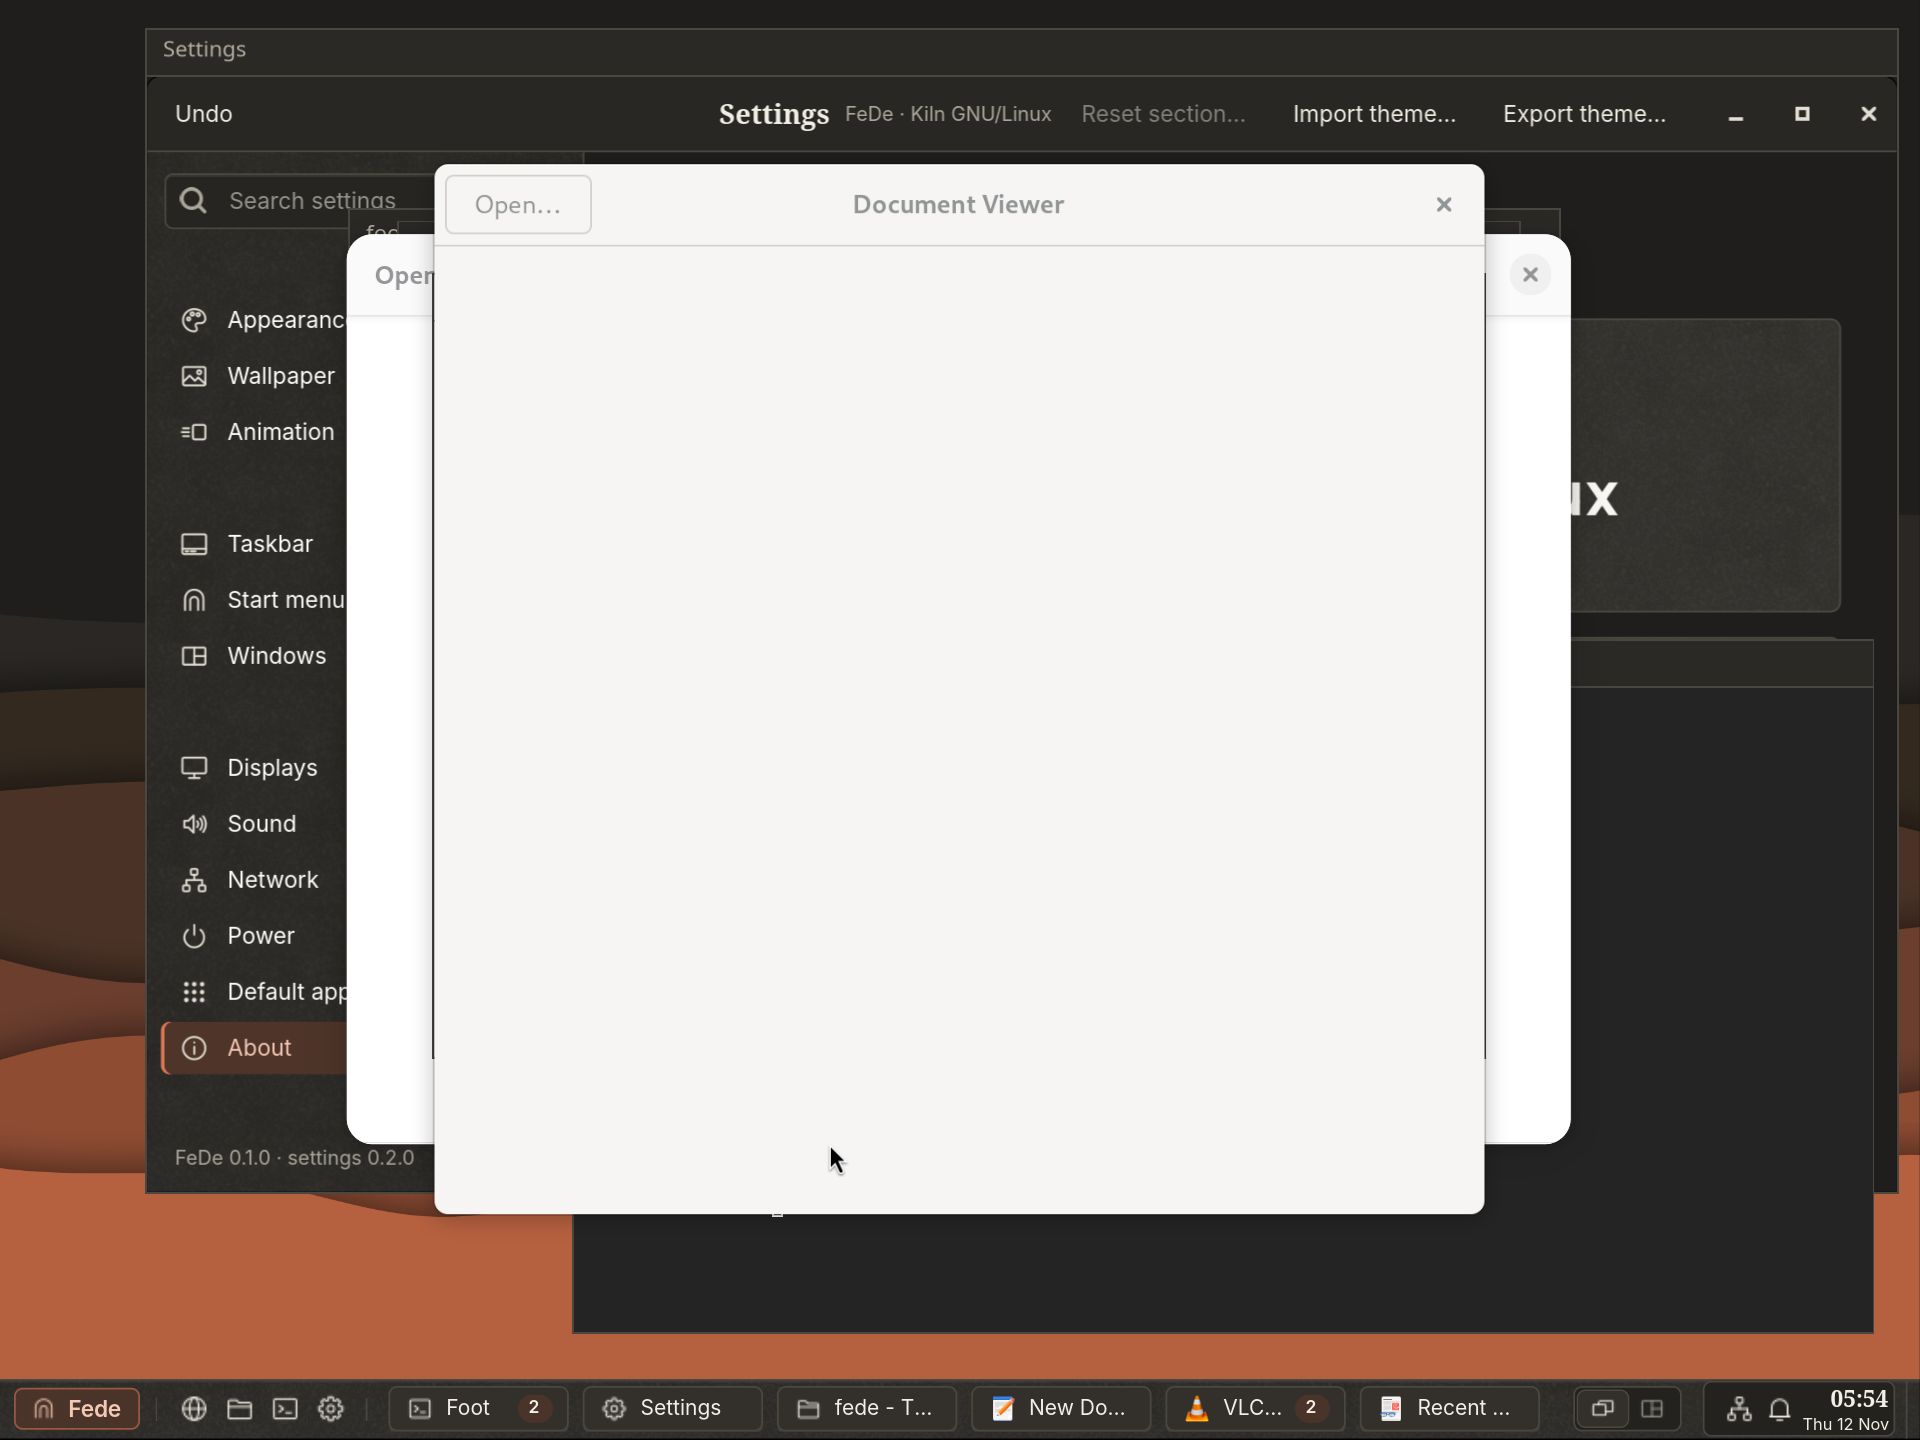 Settings
Undo
Settings FeDe · Kiln GNU/Linux Reset section... Import theme... Export theme...
Search settings
Open...
Document Viewer
Appearanc
Wallpaper
Animation
Taskbar
Start menu
Windows
Displays
Sound
Network
Power
Default app
About
FeDe 0.1.0 · settings 0.2.0
Fede
Foot 2
Settings
fede - T...
New Do...
VLC... 2
Recent ...
05:54
Thu 12 Nov